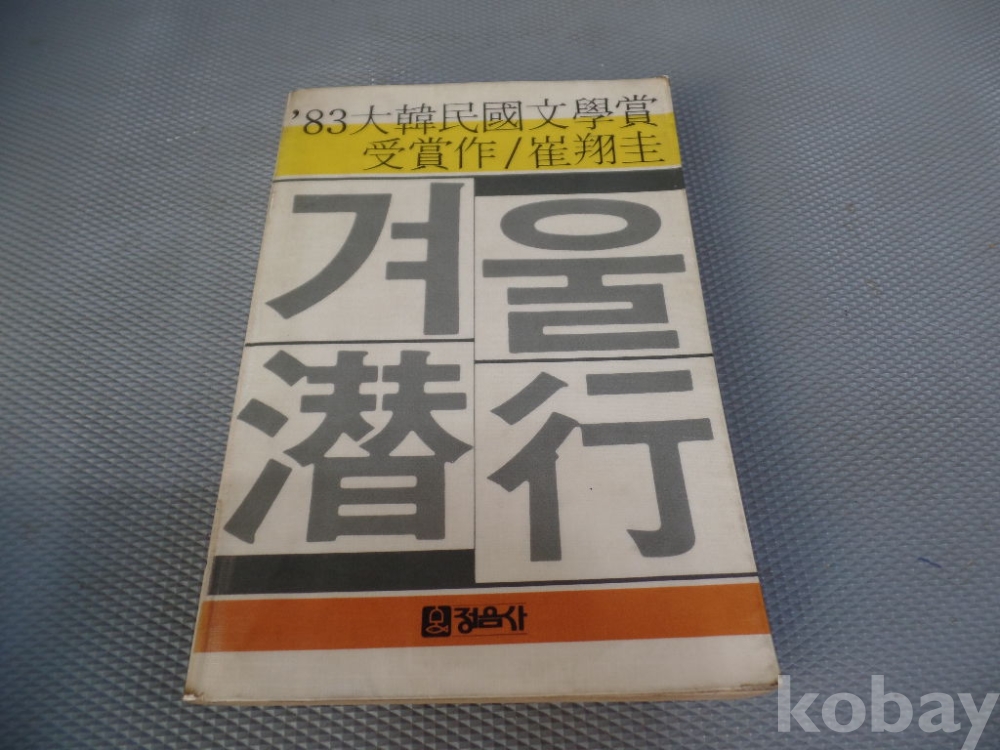 '83大韓民國文學賞
受賞作/崔翔圭
겨울
潛行
정음사
kobay